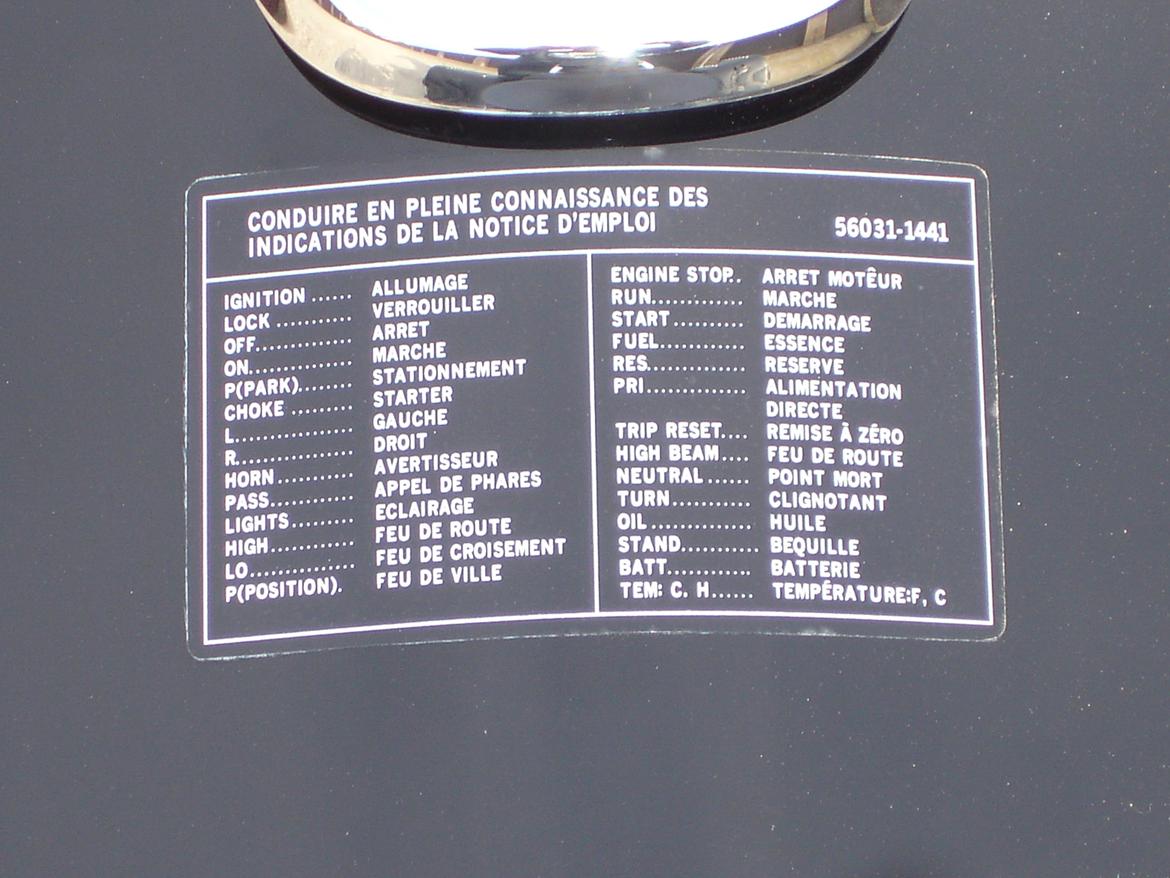 CONDUIRE EN PLEINE CONNAISSANCE DES
INDICATIONS DE LA NOTICE D'EMPLOI
56031-1441
IGNITION ...... ALLUMAGE
LOCK ........... VERROUILLER
OFF.............. ARRET
ON............... MARCHE
P(PARK)........ STATIONNEMENT
CHOKE ......... STARTER
L................. GAUCHE
R................. DROIT
HORN ........... AVERTISSEUR
PASS............ APPEL DE PHARES
LIGHTS......... ECLAIRAGE
HIGH............ FEU DE ROUTE
LO............... FEU DE CROISEMENT
P(POSITION). FEU DE VILLE
ENGINE STOP.. ARRET MOTÊUR
RUN............. MARCHE
START .......... DEMARRAGE
FUEL............ ESSENCE
RES.............. RESERVE
PRI.............. ALIMENTATION
DIRECTE
TRIP RESET.... REMISE À ZÉRO
HIGH BEAM.... FEU DE ROUTE
NEUTRAL ...... POINT MORT
TURN............ CLIGNOTANT
OIL .............. HUILE
STAND........... BEQUILLE
BATT............ BATTERIE
TEM: C. H...... TEMPÉRATURE:F, C